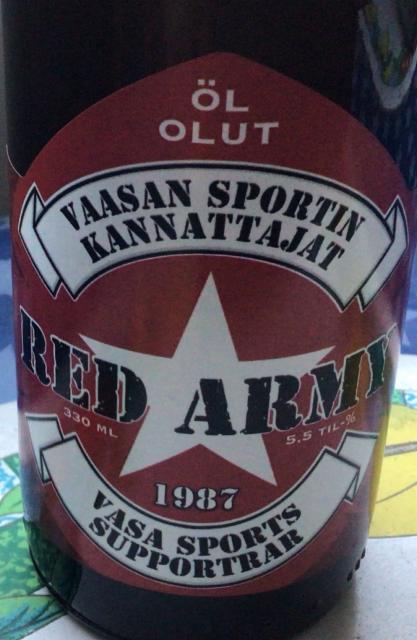 ÖL
OLUT
VAASAN SPORTIN
KANNATTAJAT
RED ARMY
330 ML
5.5 TIL-%
1987
VASA SPORTS
SUPPORTRAR